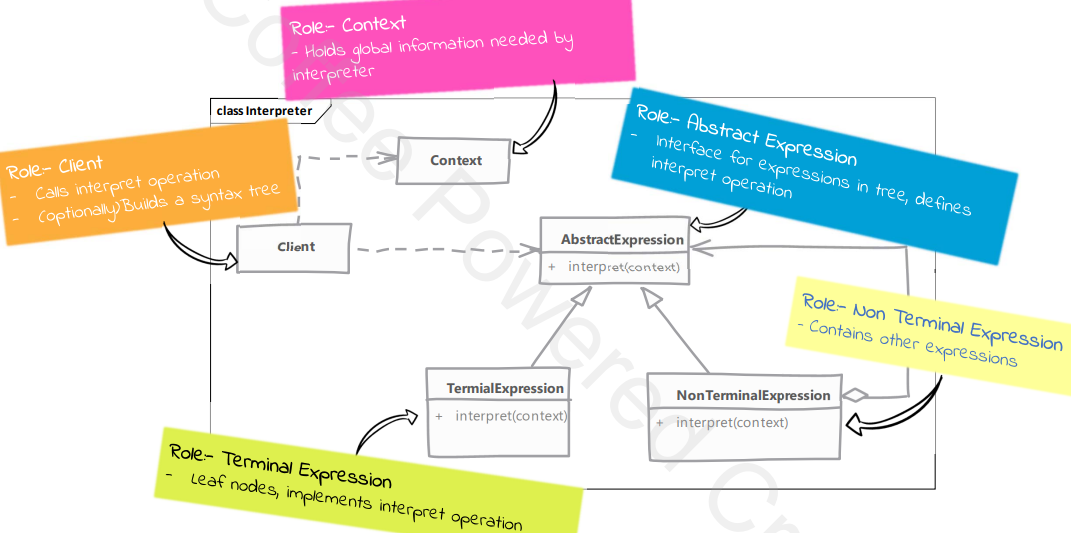 Role:- Context
- Holds global information needed by
interpreter
class Interpreter
Role:- Abstract Expression
- Interface for expressions in tree, defines
interpret operation
Role:- Client
- Calls interpret operation
- (optionally)Builds a syntax tree
Context
Client
AbstractExpression
+ interpret(context)
Role:- Non Terminal Expression
- Contains other expressions
TermialExpression
+ interpret(context)
NonTerminalExpression
+ interpret(context)
Role:- Terminal Expression
- Leaf nodes, implements interpret operation
Powered